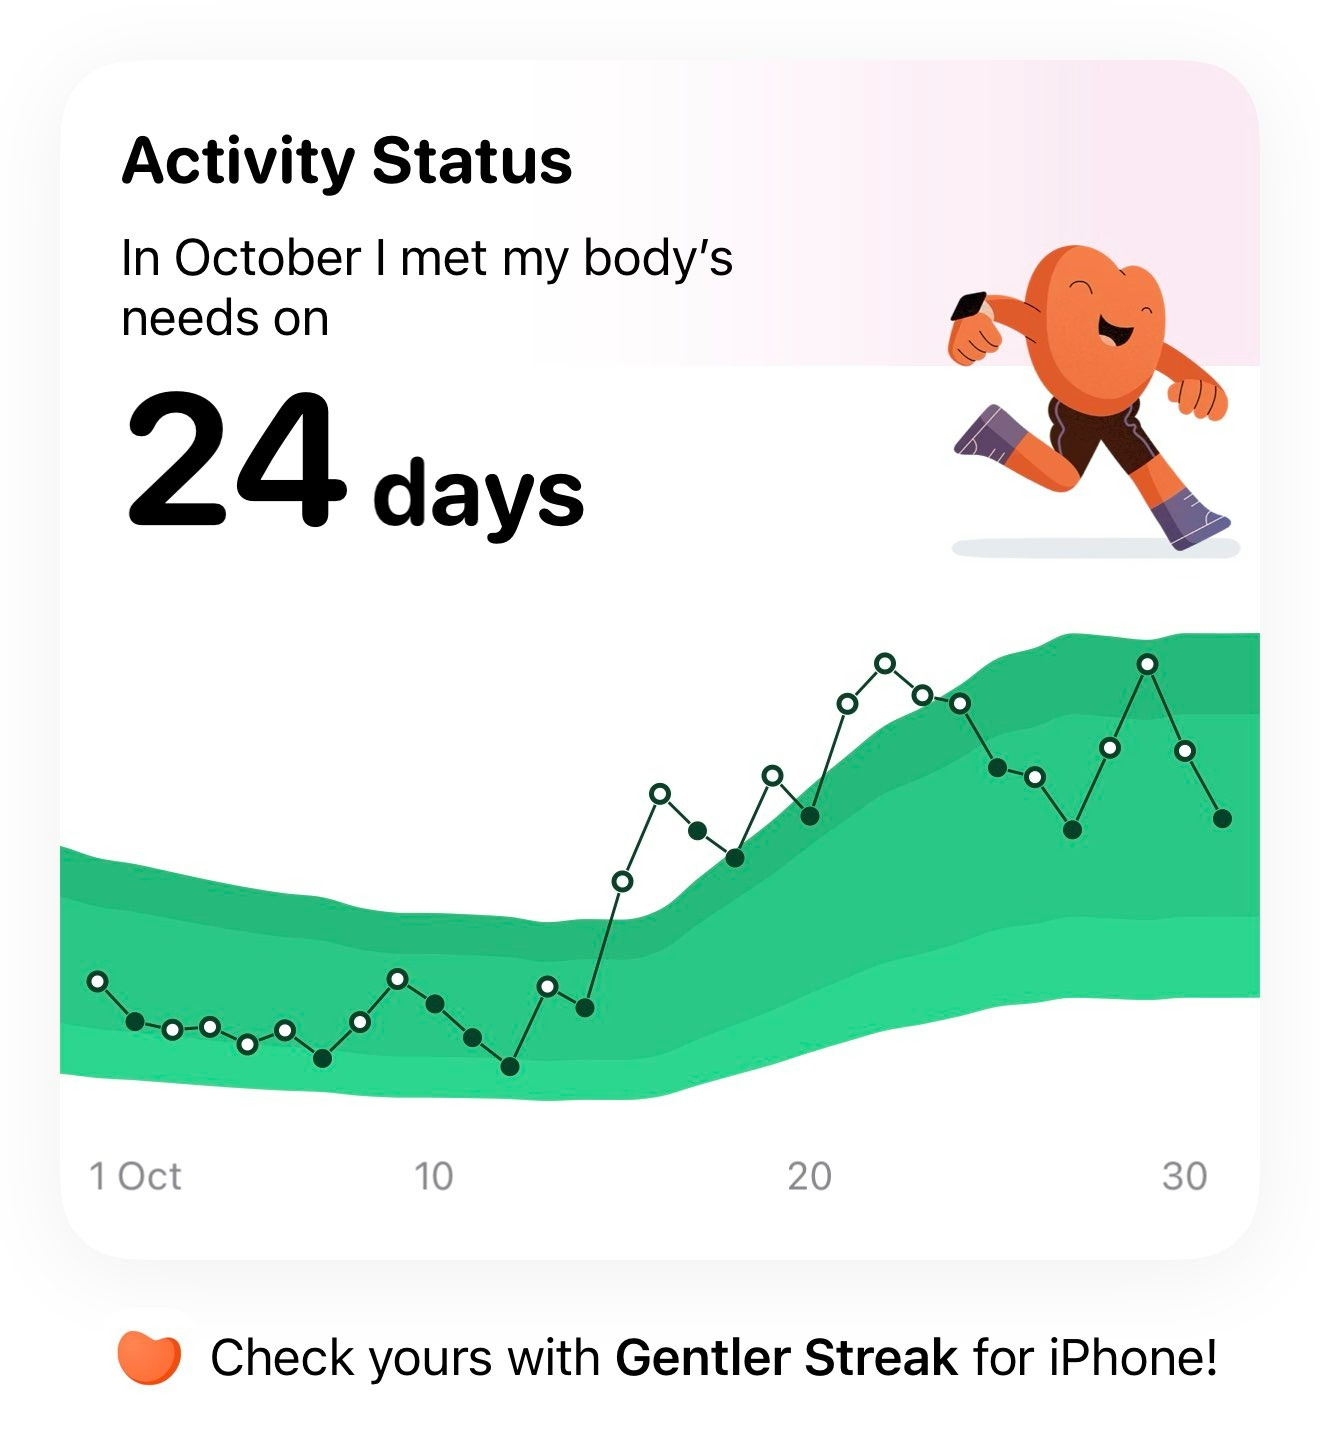 Activity Status
In October I met my body’s
needs on
24 days
1 Oct 10 20 30
Check yours with Gentler Streak for iPhone!